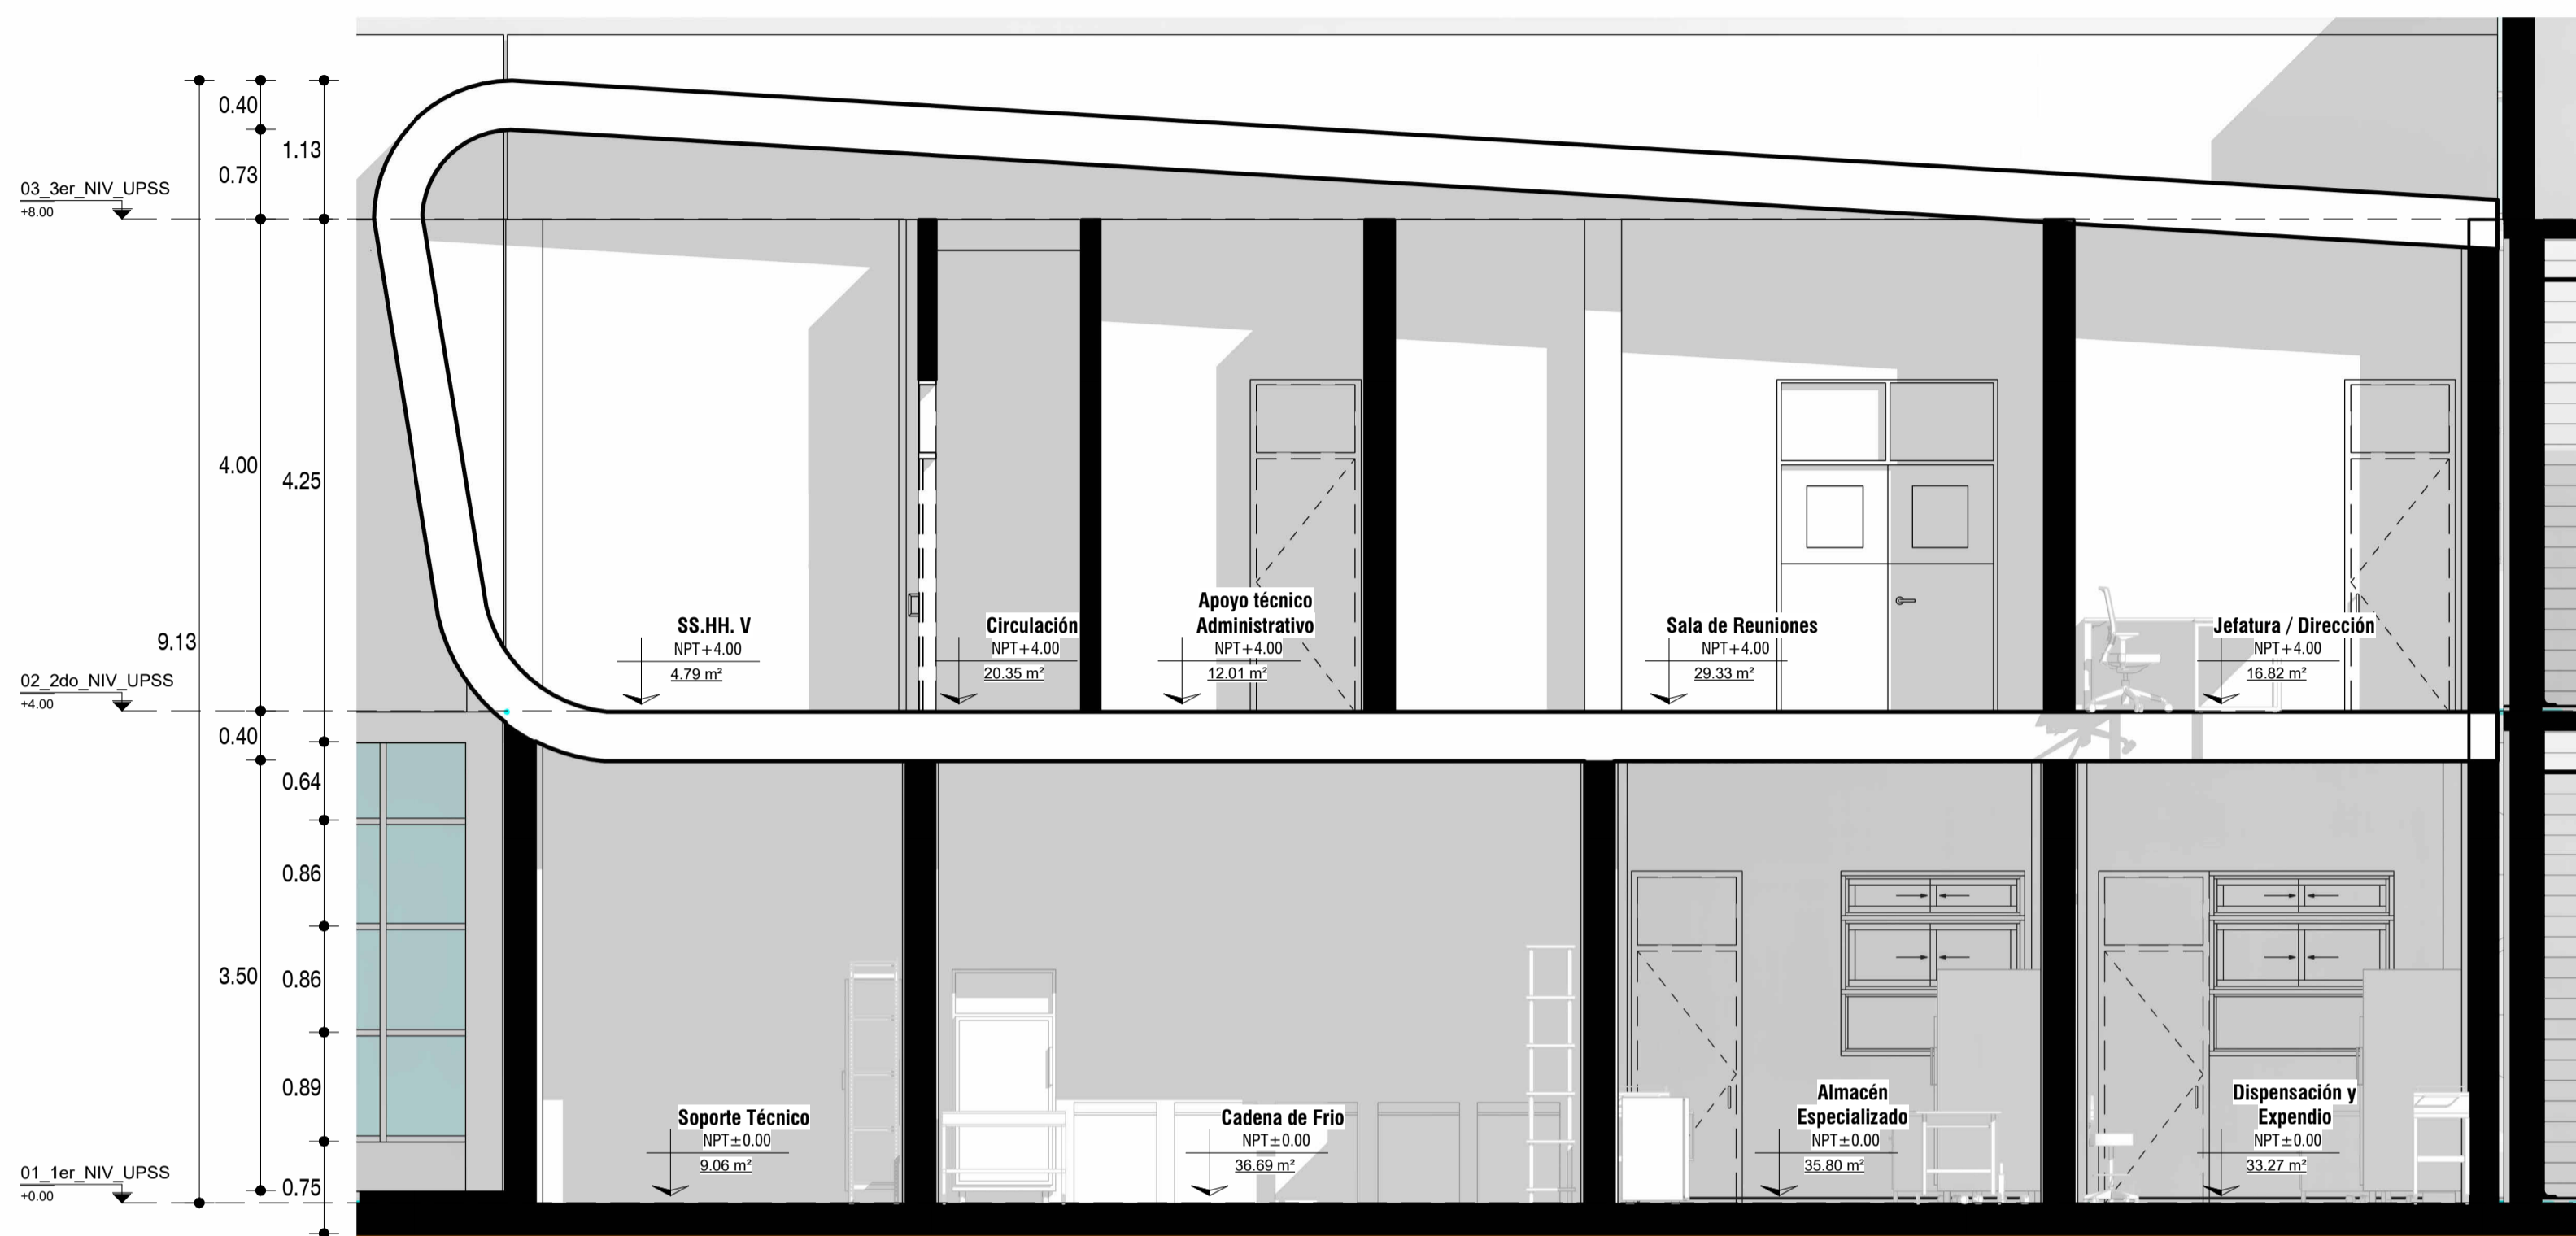 0.40
1.13
0.73
03_3er_NIV_UPSS
+8.00
4.00
4.25
9.13
02_2do_NIV_UPSS
+4.00
0.40
0.64
0.86
3.50
0.86
0.89
01_1er_NIV_UPSS
+0.00
0.75
SS.HH. V
NPT+4.00
4.79 m²
Circulación
NPT+4.00
20.35 m²
Apoyo técnico
Administrativo
NPT+4.00
12.01 m²
Sala de Reuniones
NPT+4.00
29.33 m²
Jefatura / Dirección
NPT+4.00
16.82 m²
Soporte Técnico
NPT±0.00
9.06 m²
Cadena de Frio
NPT±0.00
36.69 m²
Almacén
Especializado
NPT±0.00
35.80 m²
Dispensación y
Expendio
NPT±0.00
33.27 m²